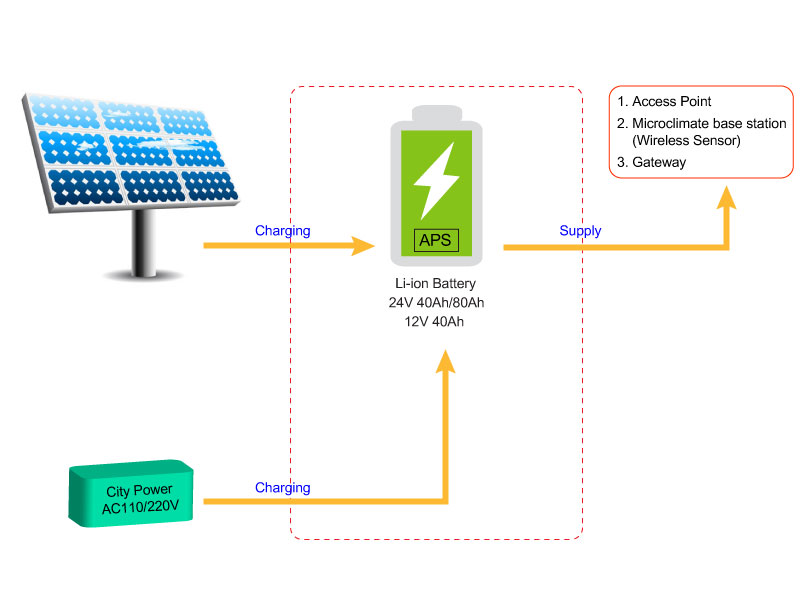 1. Access Point
2. Microclimate base station
(Wireless Sensor)
3. Gateway
Charging
Supply
APS
Li-ion Battery
24V 40Ah/80Ah
12V 40Ah
City Power
AC110/220V
Charging